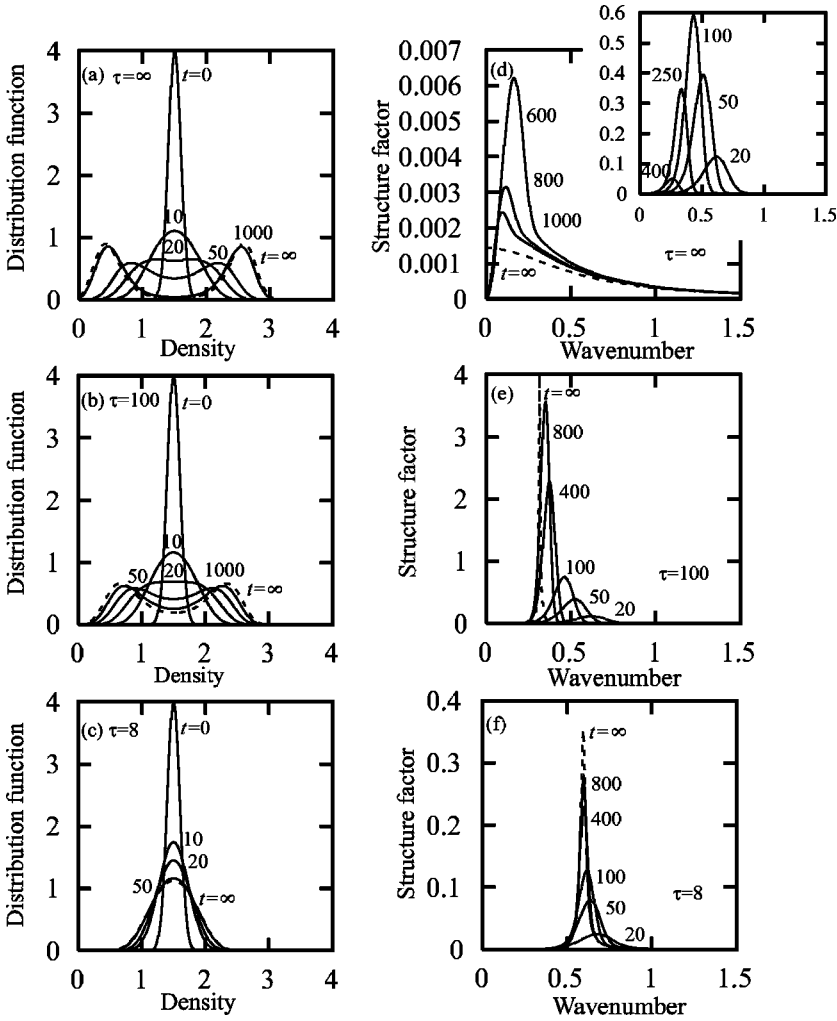 (a)
τ=∞
t=0
10
20
50
1000
t=∞
4
3
2
1
0
0 1 2 3 4
Density
Distribution function
(d)
600
800
1000
t=∞
τ=∞
0.007
0.006
0.005
0.004
0.003
0.002
0.001
0
0 0.5 1 1.5
Wavenumber
Structure factor
0.6
0.5
0.4
0.3
0.2
0.1
0
0 0.5 1 1.5
100
250
50
20
400
(b) τ=100
t=0
10
20
50
1000
t=∞
4
3
2
1
0
0 1 2 3 4
Density
Distribution function
(e)
t=∞
800
400
100
50
20
τ=100
4
3
2
1
0
0 0.5 1 1.5
Wavenumber
Structure factor
(c) τ=8
t=0
10
20
50
t=∞
4
3
2
1
0
0 1 2 3 4
Density
Distribution function
(f)
t=∞
800
400
100
50
20
τ=8
0.4
0.3
0.2
0.1
0
0 0.5 1 1.5
Wavenumber
Structure factor